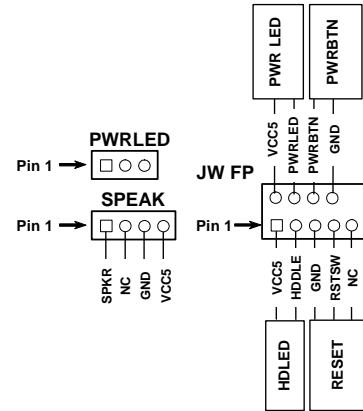 PWR LED
PWRBTN
VCC5
PWRLED
PWRBTN
GND
PWRLED
Pin 1
JW FP
SPEAK
Pin 1
Pin 1
SPKR
NC
GND
VCC5
VCC5
HDDLE
GND
RSTSW
NC
HDLED
RESET